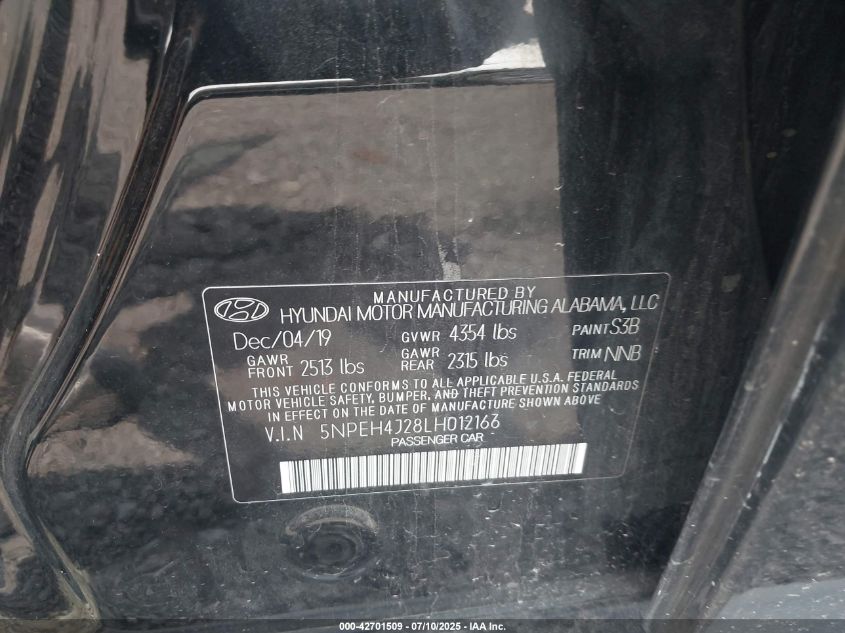 MANUFACTURED BY
HYUNDAI MOTOR MANUFACTURING ALABAMA, LLC
Dec/04/19 GVWR 4354 lbs PAINT S3B
GAWR FRONT 2513 lbs GAWR REAR 2315 lbs TRIM NNB
THIS VEHICLE CONFORMS TO ALL APPLICABLE U.S.A. FEDERAL
MOTOR VEHICLE SAFETY, BUMPER, AND THEFT PREVENTION STANDARDS
IN EFFECT ON THE DATE OF MANUFACTURE SHOWN ABOVE
V.I.N 5NPEH4J28LH012163
PASSENGER CAR
000-42701509 - 07/10/2025 - IAA Inc.